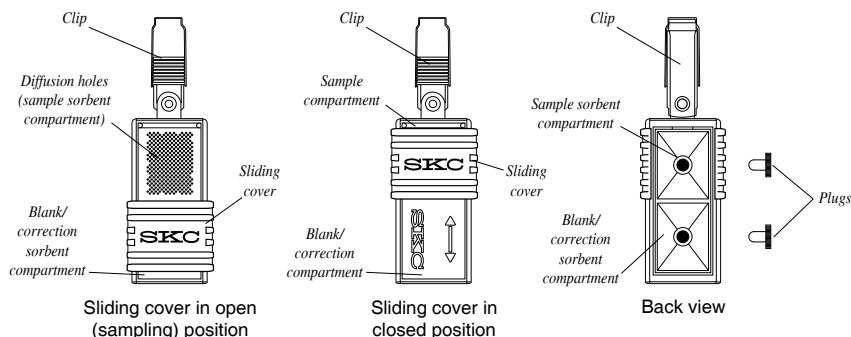 Clip
Diffusion holes
(sample sorbent
compartment)
Sliding
cover
Blank/
correction
sorbent
compartment
SKC
Sliding cover in open
(sampling) position
Clip
Sample
compartment
SKC
Sliding
cover
Blank/
correction
compartment
SKC
Sliding cover in
closed position
Clip
Sample sorbent
compartment
Blank/
correction
sorbent
compartment
Plugs
Back view